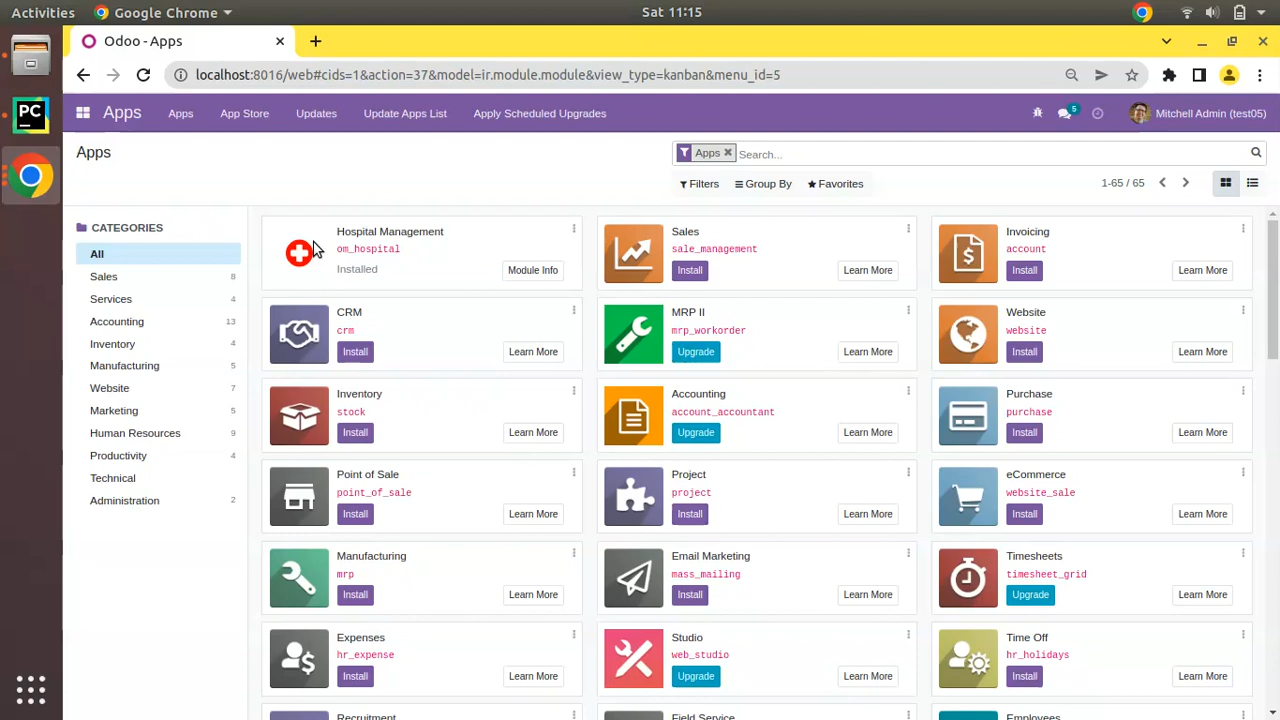 Activities Google Chrome Sat 11:15
Odoo - Apps
localhost:8016/web#cids=1&action=37&model=ir.module.module&view_type=kanban&menu_id=5
Apps Apps App Store Updates Update Apps List Apply Scheduled Upgrades 5 Mitchell Admin (test05)
Apps
Apps Search...
Filters Group By Favorites 1-65 / 65
CATEGORIES
All
Sales 8
Services 4
Accounting 13
Inventory 4
Manufacturing 5
Website 7
Marketing 5
Human Resources 9
Productivity 4
Technical
Administration 2
Hospital Management
om_hospital
Installed Module Info
Sales
sale_management
Install Learn More
Invoicing
account
Install Learn More
CRM
crm
Install Learn More
MRP II
mrp_workorder
Upgrade Learn More
Website
website
Install Learn More
Inventory
stock
Install Learn More
Accounting
account_accountant
Upgrade Learn More
Purchase
purchase
Install Learn More
Point of Sale
point_of_sale
Install Learn More
Project
project
Install Learn More
eCommerce
website_sale
Install Learn More
Manufacturing
mrp
Install Learn More
Email Marketing
mass_mailing
Install Learn More
Timesheets
timesheet_grid
Upgrade Learn More
Expenses
hr_expense
Install Learn More
Studio
web_studio
Upgrade Learn More
Time Off
hr_holidays
Install Learn More
Recruitment
Field Service
Employees
PC